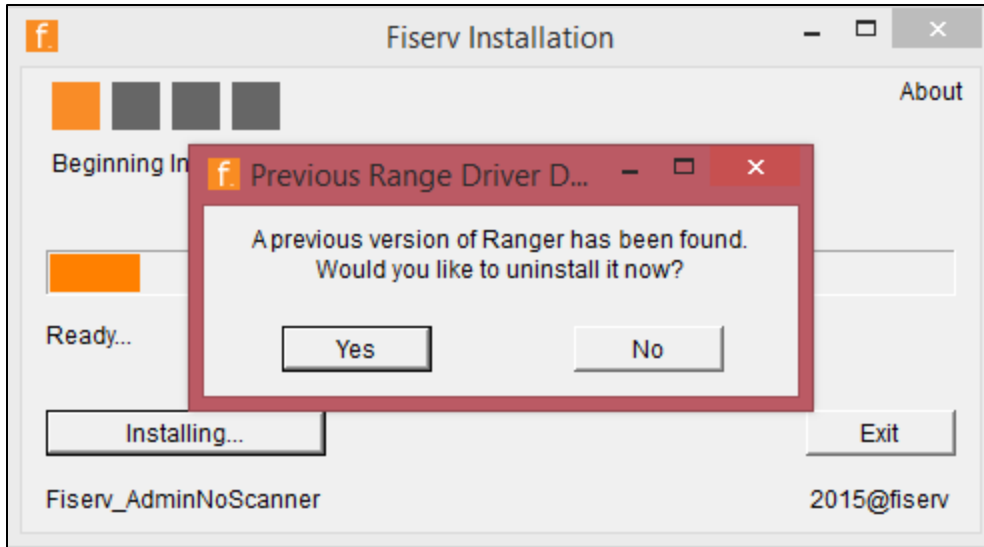 f.
Fiserv Installation
About
Beginning In
f.
Previous Range Driver D...
A previous version of Ranger has been found.
Would you like to uninstall it now?
Yes
No
Ready...
Installing...
Exit
Fiserv_AdminNoScanner
2015@fiserv